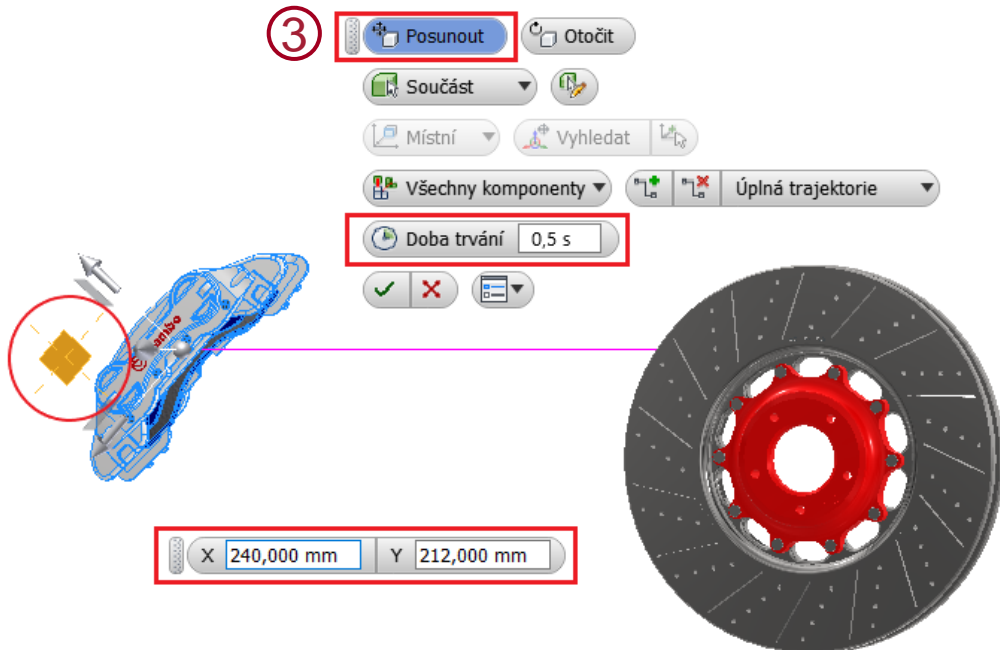 ③ Posunout Otočit
Součást
Místní Vyhledat
Všechny komponenty Úplná trajektorie
Doba trvání 0,5 s
X 240,000 mm Y 212,000 mm